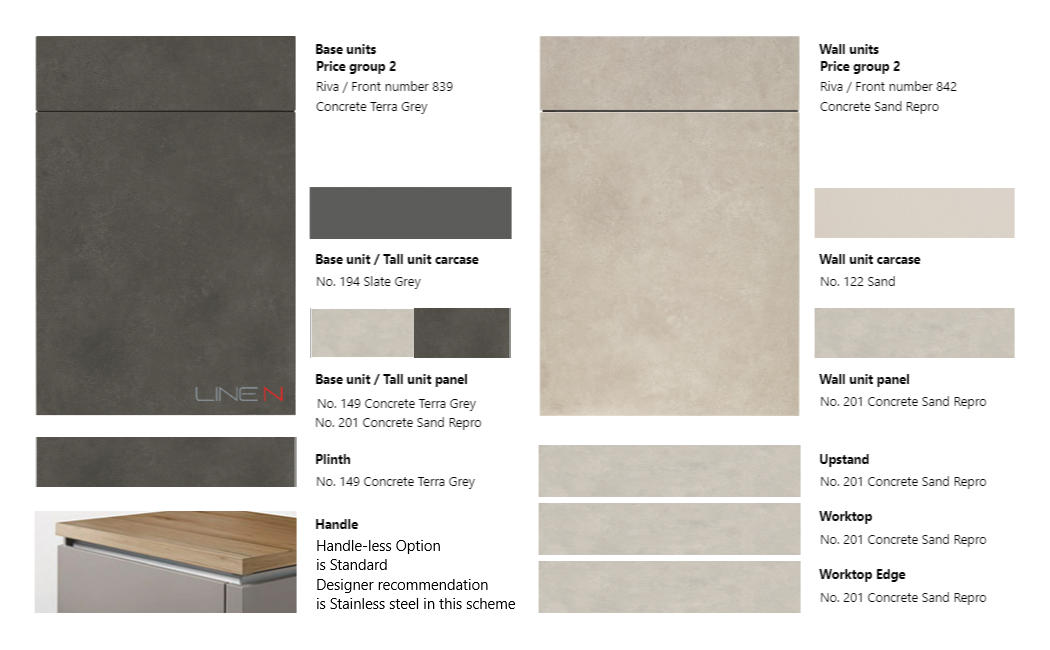 Base units
Price group 2
Riva / Front number 839
Concrete Terra Grey
Base unit / Tall unit carcase
No. 194 Slate Grey
LINE N
Base unit / Tall unit panel
No. 149 Concrete Terra Grey
No. 201 Concrete Sand Repro
Plinth
No. 149 Concrete Terra Grey
Handle
Handle-less Option
is Standard
Designer recommendation
is Stainless steel in this scheme
Wall units
Price group 2
Riva / Front number 842
Concrete Sand Repro
Wall unit carcase
No. 122 Sand
Wall unit panel
No. 201 Concrete Sand Repro
Upstand
No. 201 Concrete Sand Repro
Worktop
No. 201 Concrete Sand Repro
Worktop Edge
No. 201 Concrete Sand Repro